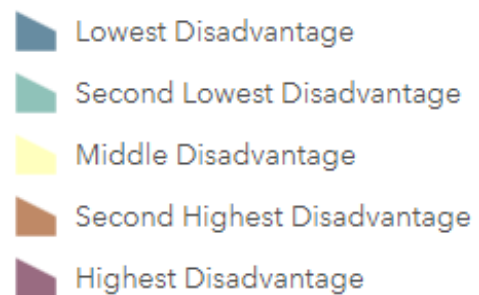 Lowest Disadvantage
Second Lowest Disadvantage
Middle Disadvantage
Second Highest Disadvantage
Highest Disadvantage